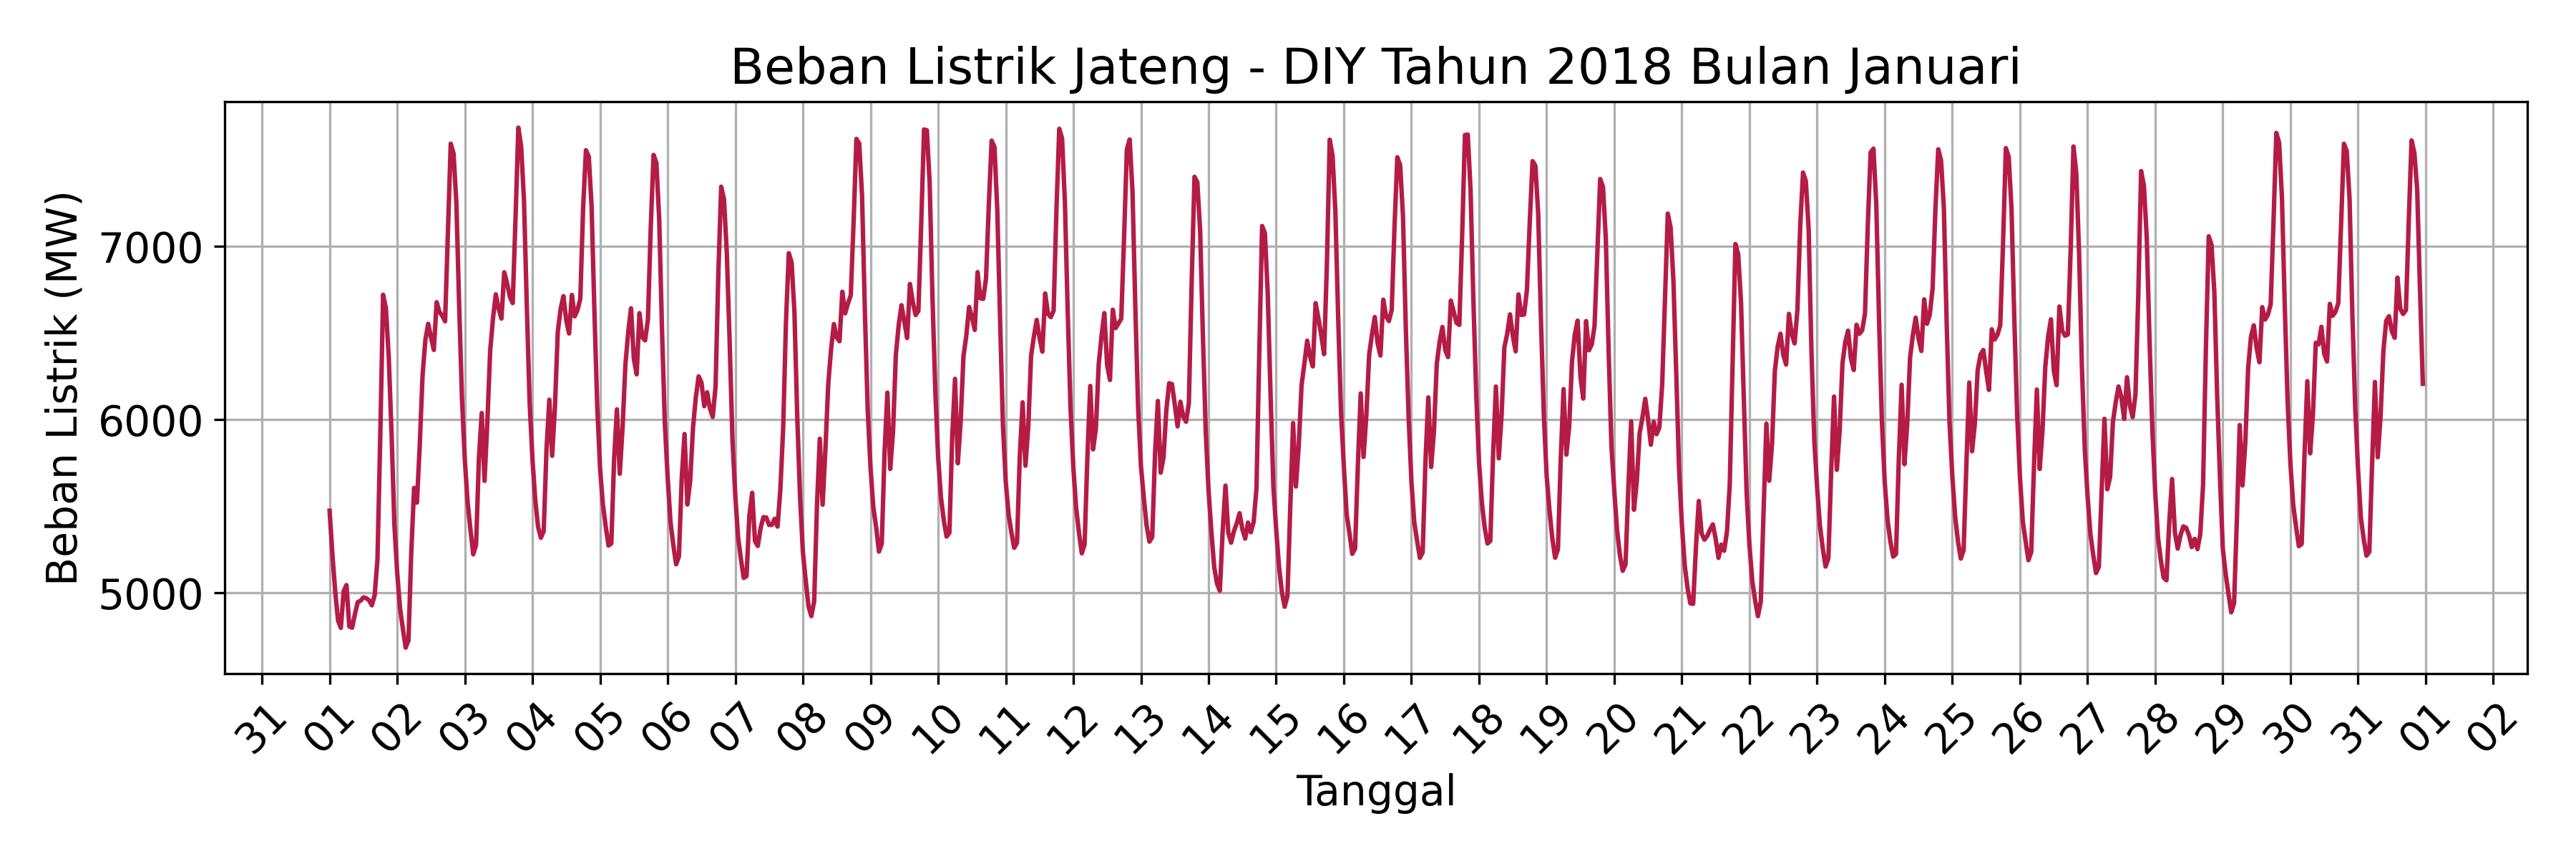 Beban Listrik Jateng - DIY Tahun 2018 Bulan Januari
Beban Listrik (MW)
7000
6000
5000
31 01 02 03 04 05 06 07 08 09 10 11 12 13 14 15 16 17 18 19 20 21 22 23 24 25 26 27 28 29 30 31 01 02
Tanggal